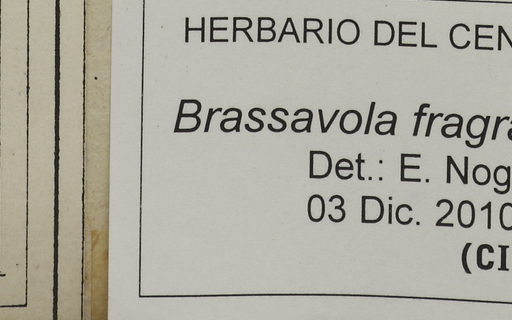 HERBARIO DEL CEN
Brassavola fragra
Det.: E. Nog
03 Dic. 2010
(CI